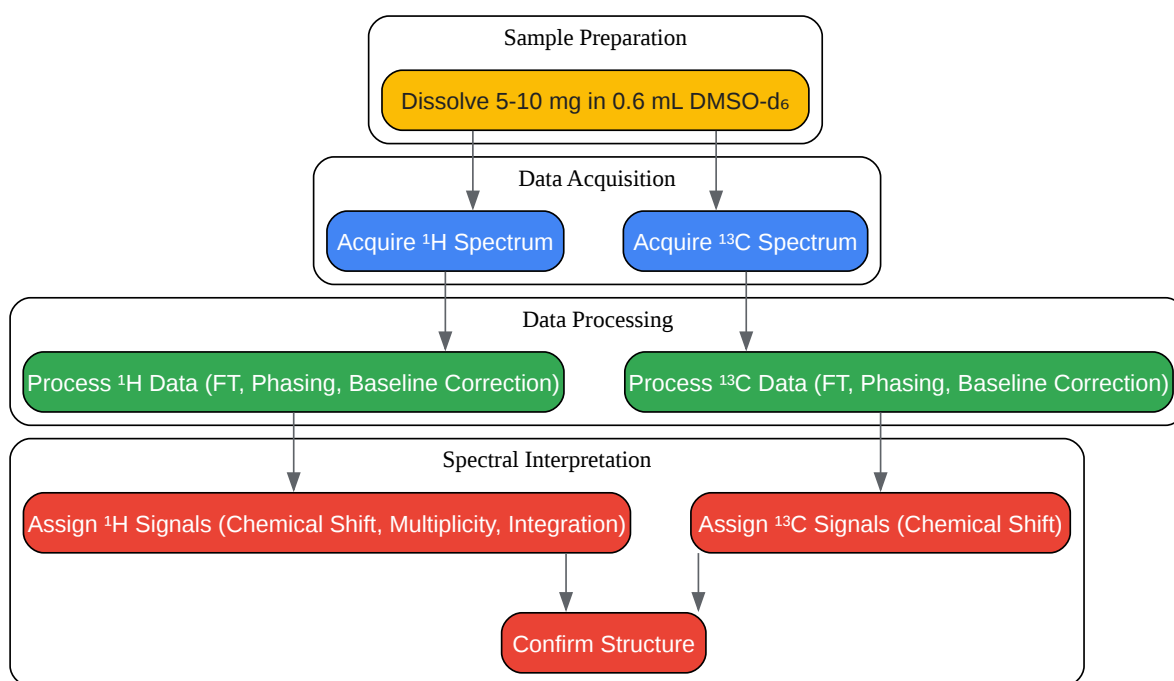 Sample Preparation
Dissolve 5-10 mg in 0.6 mL DMSO-d₆
Data Acquisition
Acquire ¹H Spectrum
Acquire ¹³C Spectrum
Data Processing
Process ¹H Data (FT, Phasing, Baseline Correction)
Process ¹³C Data (FT, Phasing, Baseline Correction)
Spectral Interpretation
Assign ¹H Signals (Chemical Shift, Multiplicity, Integration)
Assign ¹³C Signals (Chemical Shift)
Confirm Structure